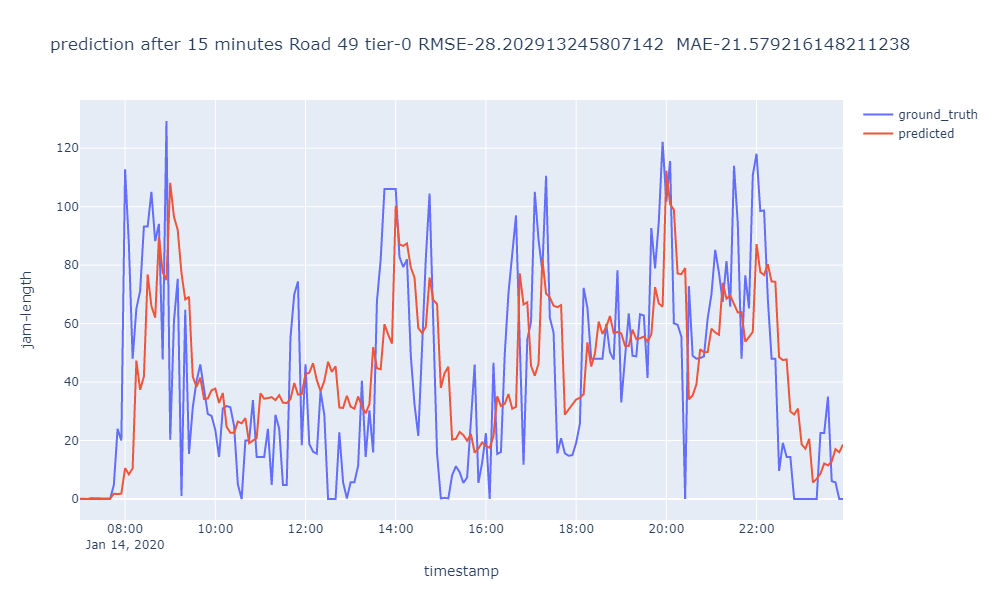 prediction after 15 minutes Road 49 tier-0 RMSE-28.202913245807142  MAE-21.579216148211238
ground_truth
predicted
jam-length
120
100
80
60
40
20
0
08:00 10:00 12:00 14:00 16:00 18:00 20:00 22:00
Jan 14, 2020
timestamp